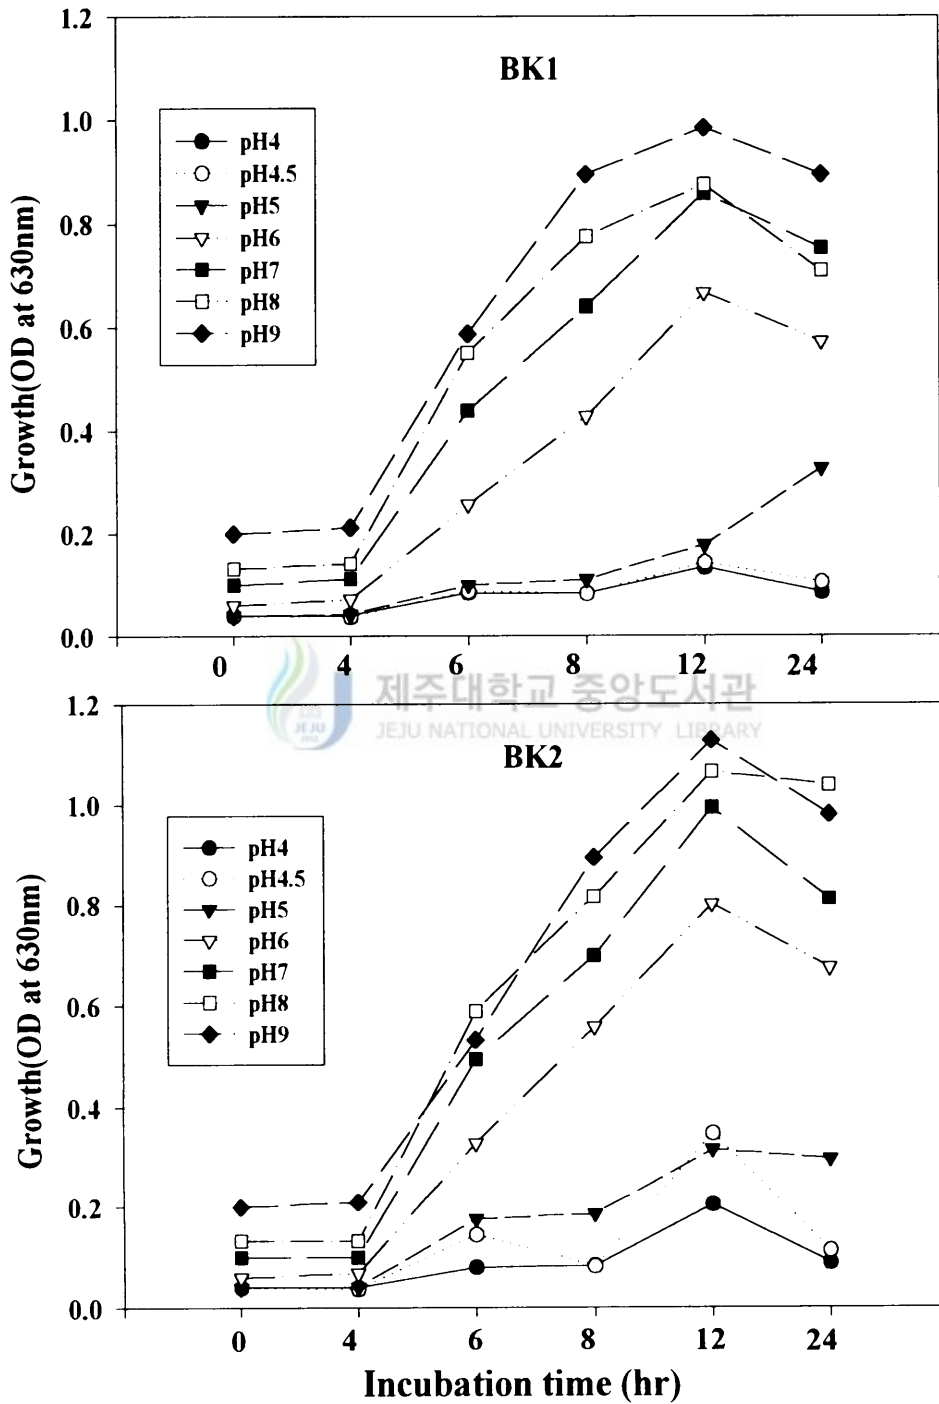 1.2
BK1
1.0
pH4
pH4.5
pH5
pH6
pH7
pH8
pH9
0.8
0.6
0.4
0.2
0.0
Growth(OD at 630nm)
0 4 6 8 12 24
제주대학교 중앙도서관
JEJU NATIONAL UNIVERSITY LIBRARY
JEJU
1952
1.2
BK2
1.0
pH4
pH4.5
pH5
pH6
pH7
pH8
pH9
0.8
0.6
0.4
0.2
0.0
Growth(OD at 630nm)
0 4 6 8 12 24
Incubation time (hr)